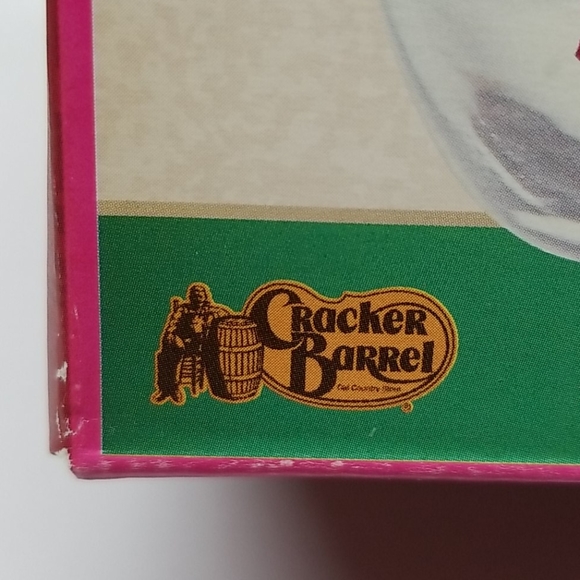 Cracker
Barrel
Old Country Store
®